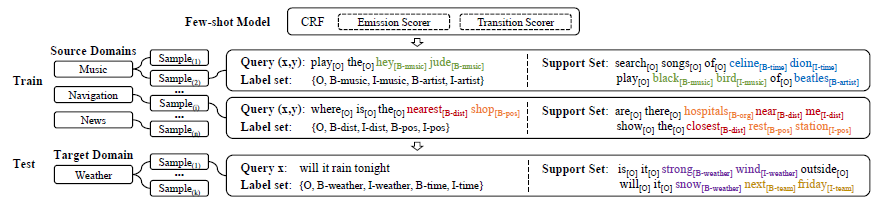 Few-shot Model CRF Emission Scorer Transition Scorer
Source Domains
Train
Music
Navigation
News
Sample(1)
Sample(2)
...
Sample(i)
...
Sample(n)
Query (x,y): play[O] the[O] hey[B-music] jude[B-music]
Label set: {O, B-music, I-music, B-artist, I-artist}
Support Set: search[O] songs[O] of[O] celine[B-time] dion[I-time]
play[O] black[B-music] bird[I-music] of[O] beatles[B-artist]
Query (x,y): where[O] is[O] the[O] nearest[B-dist] shop[B-pos]
Label set: {O, B-dist, I-dist, B-pos, I-pos}
Support Set: are[O] there[O] hospitals[B-org] near[B-dist] me[I-dist]
show[O] the[O] closest[B-dist] rest[B-pos] station[I-pos]
Test
Target Domain
Weather
Sample(1)
...
Sample(k)
Query x: will it rain tonight
Label set: {O, B-weather, I-weather, B-time, I-time}
Support Set: is[O] it[O] strong[B-weather] wind[I-weather] outside[O]
will[O] it[O] snow[B-weather] next[B-team] friday[I-team]